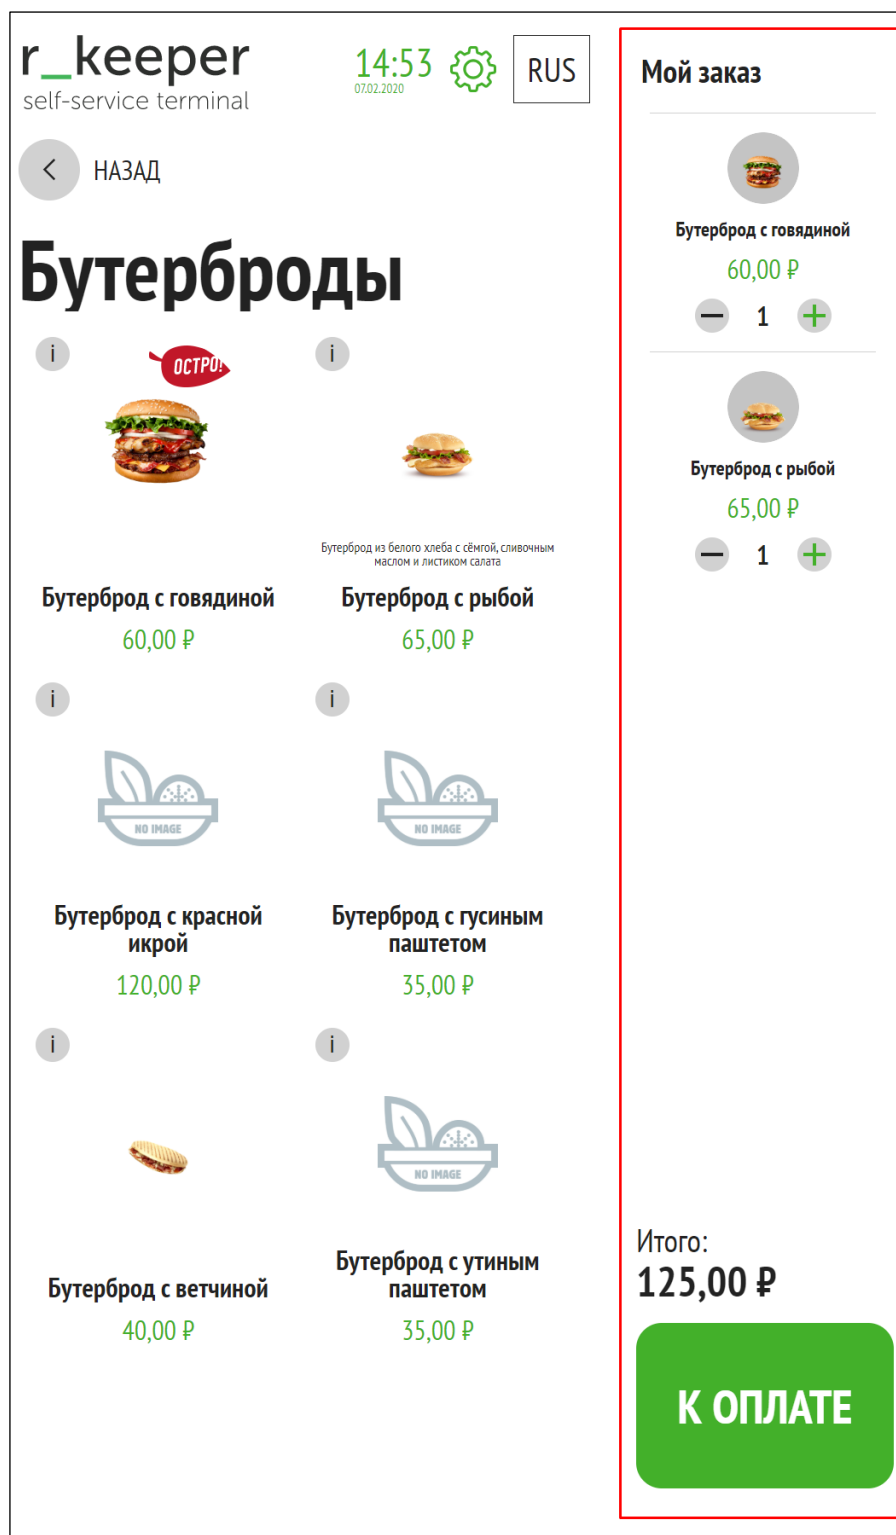 r_keeper
self-service terminal
14:53
07.02.2020
RUS
НАЗАД
Бутерброды
i
ОСТРО!
i
Бутерброд из белого хлеба с сёмгой, сливочным
маслом и листиком салата
Бутерброд с говядиной
60,00 ₽
Бутерброд с рыбой
65,00 ₽
i
NO IMAGE
i
NO IMAGE
Бутерброд с красной
икрой
120,00 ₽
Бутерброд с гусиным
паштетом
35,00 ₽
i
i
NO IMAGE
Бутерброд с ветчиной
40,00 ₽
Бутерброд с утиным
паштетом
35,00 ₽
Мой заказ
Бутерброд с говядиной
60,00 ₽
1
Бутерброд с рыбой
65,00 ₽
1
Итого:
125,00 ₽
К ОПЛАТЕ